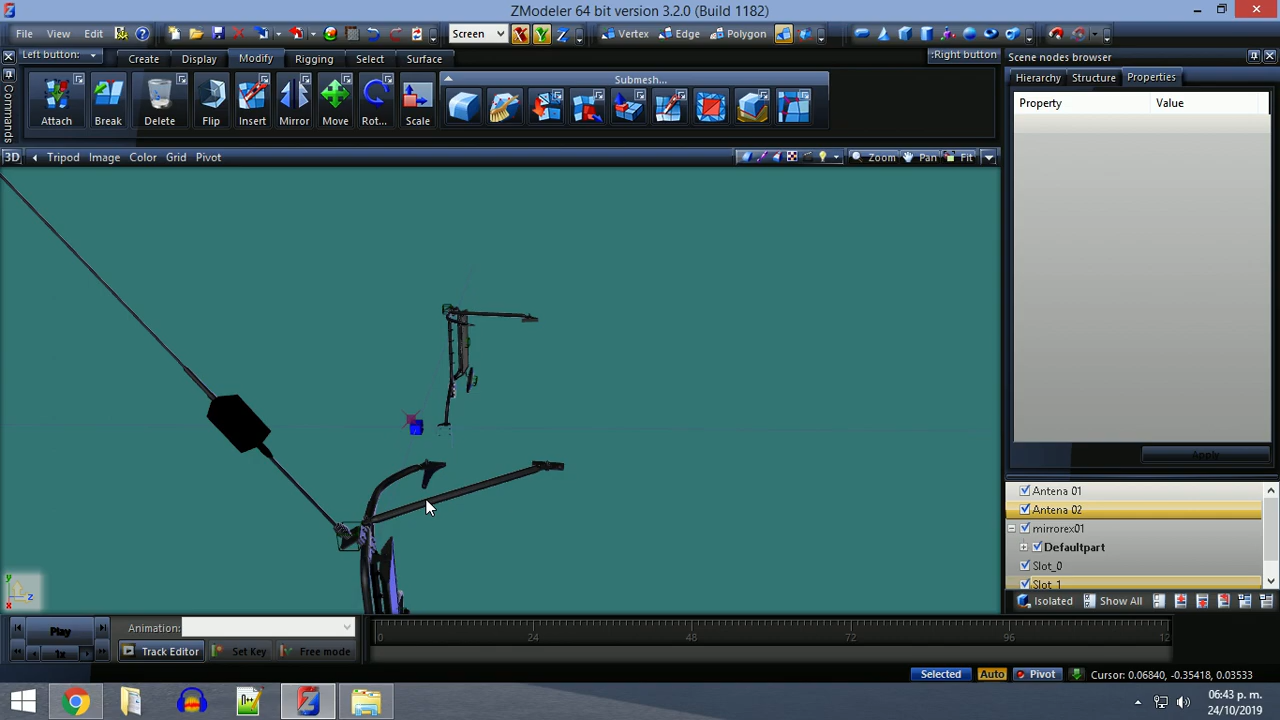 ZModeler 64 bit version 3.2.0 (Build 1182)
File View Edit Screen X Y Z Vertex Edge Polygon
Left button: Create Display Modify Rigging Select Surface :Right button
Scene nodes browser
Hierarchy Structure Properties
Commands
Submesh...
Attach Break Delete Flip Insert Mirror Move Rot... Scale
Property Value
3D Tripod Image Color Grid Pivot Zoom Pan Fit
Apply
Antena 01
Antena 02
mirrorex01
Defaultpart
Slot_0
Slot_1
y
z
x
Isolated Show All
Play Animation:
0 24 48 72 96 12
1x Track Editor Set Key Free mode
Selected Auto Pivot Cursor: 0.06840, -0.35418, 0.03533
06:43 p. m.
24/10/2019